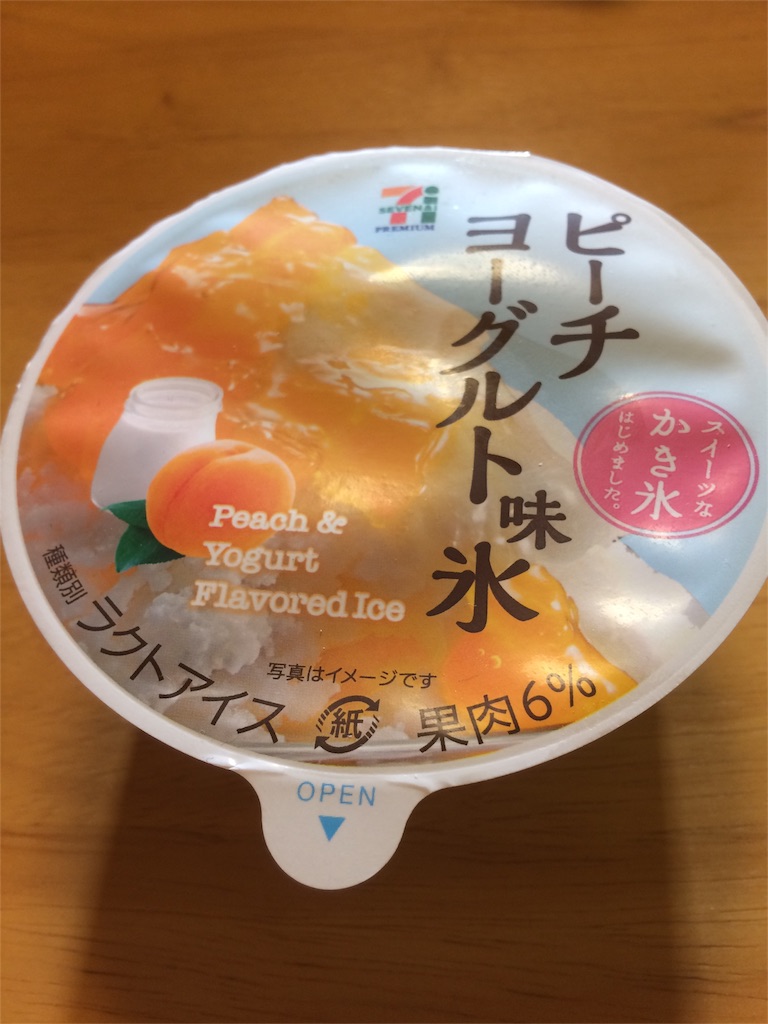 7i
SEVEN&i
PREMIUM
ピーチ
ヨーグルト味
氷
スイーツな
かき氷
はじめました。
Peach &
Yogurt
Flavored Ice
種類別 ラクトアイス
写真はイメージです
紙
果肉6%
OPEN